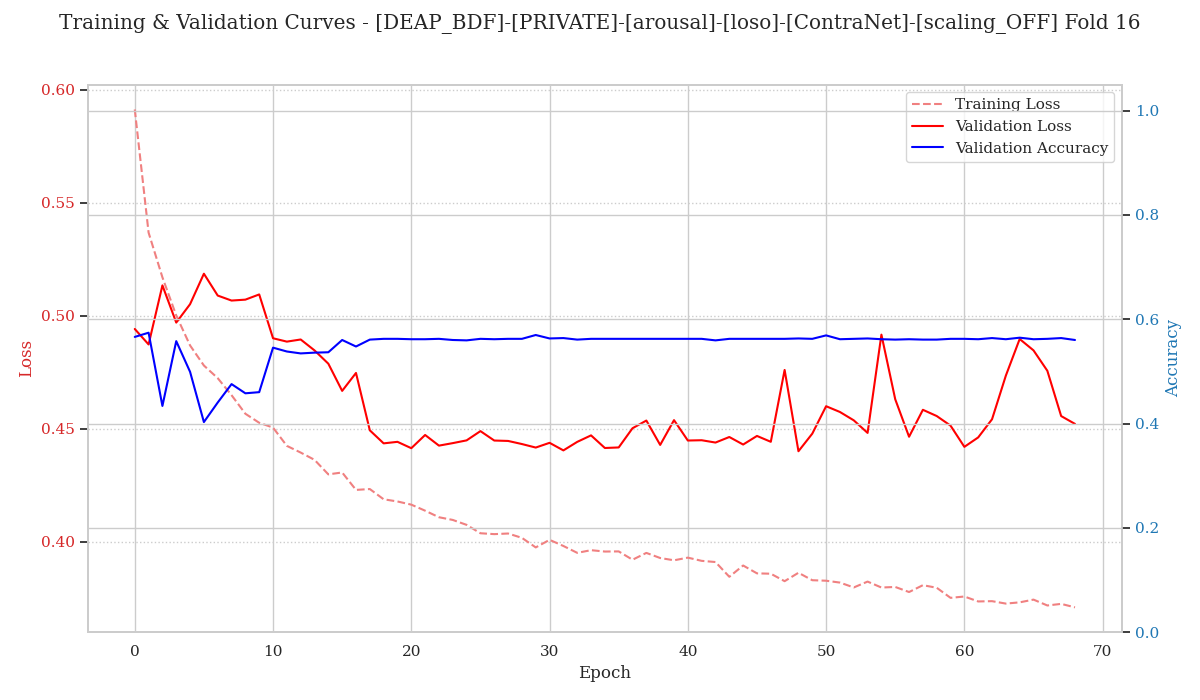 Training & Validation Curves - [DEAP_BDF]-[PRIVATE]-[arousal]-[loso]-[ContraNet]-[scaling_OFF] Fold 16
Training Loss
Validation Loss
Validation Accuracy
Loss
0.60
0.55
0.50
0.45
0.40
Accuracy
1.0
0.8
0.6
0.4
0.2
0.0
0 10 20 30 40 50 60 70
Epoch